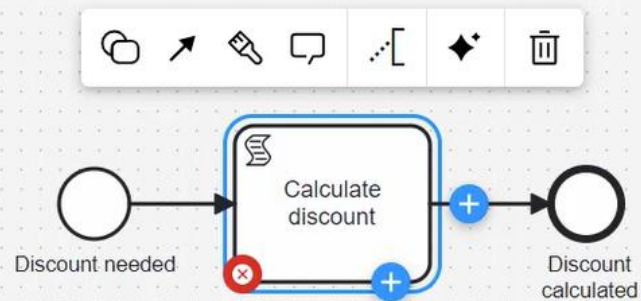 Calculate
discount
Discount needed
Discount
calculated